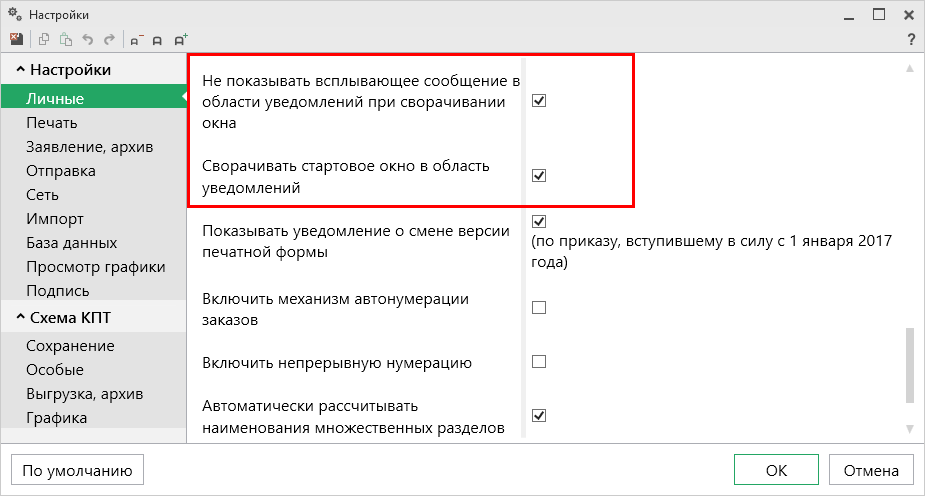 Настройки
A⁻ A A⁺
?
Настройки
Личные
Печать
Заявление, архив
Отправка
Сеть
Импорт
База данных
Просмотр графики
Подпись
Схема КПТ
Сохранение
Особые
Выгрузка, архив
Графика
Не показывать всплывающее сообщение в
области уведомлений при сворачивании
окна
Сворачивать стартовое окно в область
уведомлений
Показывать уведомление о смене версии
печатной формы
(по приказу, вступившему в силу с 1 января 2017
года)
Включить механизм автонумерации
заказов
Включить непрерывную нумерацию
Автоматически рассчитывать
наименования множественных разделов
По умолчанию
ОК
Отмена